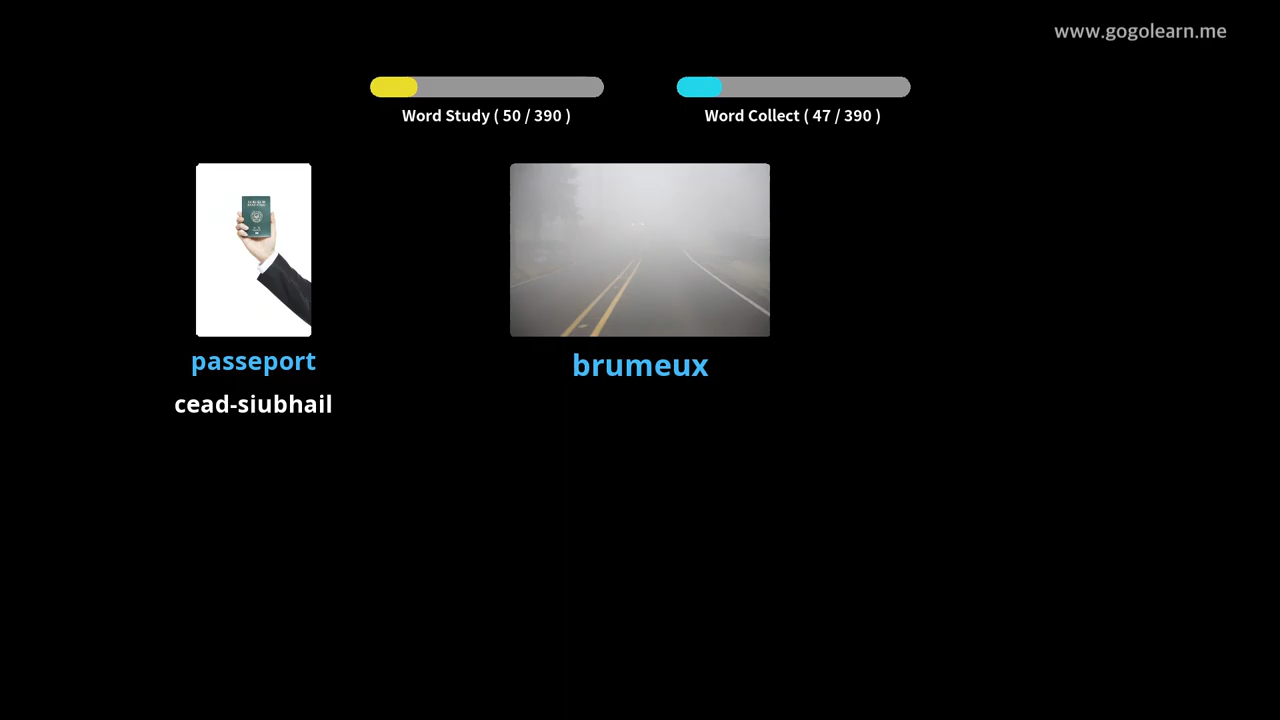 www.gogolearn.me
Word Study ( 50 / 390 )
Word Collect ( 47 / 390 )
passeport
cead-siubhail
brumeux